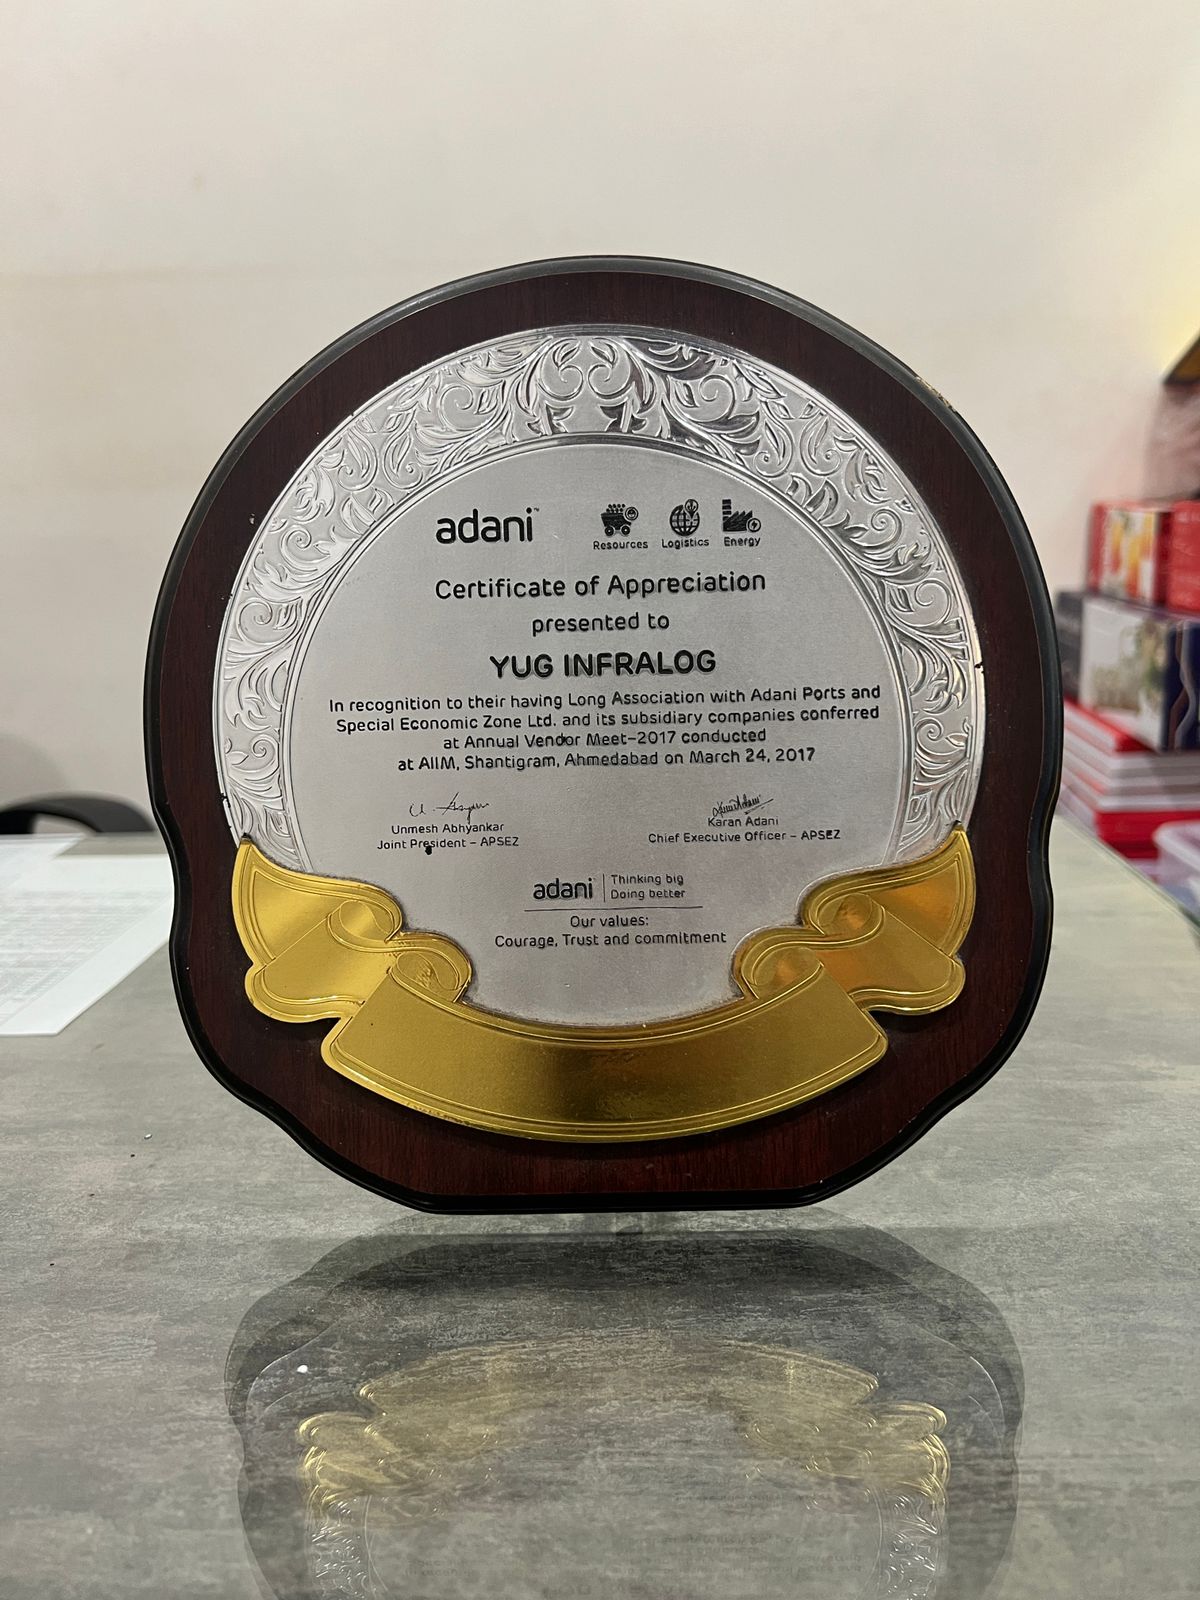 adani™
Resources Logistics Energy
Certificate of Appreciation
presented to
YUG INFRALOG
In recognition to their having Long Association with Adani Ports and
Special Economic Zone Ltd. and its subsidiary companies conferred
at Annual Vendor Meet-2017 conducted
at AIIM, Shantigram, Ahmedabad on March 24, 2017
Unmesh Abhyankar
Joint President - APSEZ
Karan Adani
Chief Executive Officer - APSEZ
adani Thinking big
Doing better
Our values:
Courage, Trust and commitment